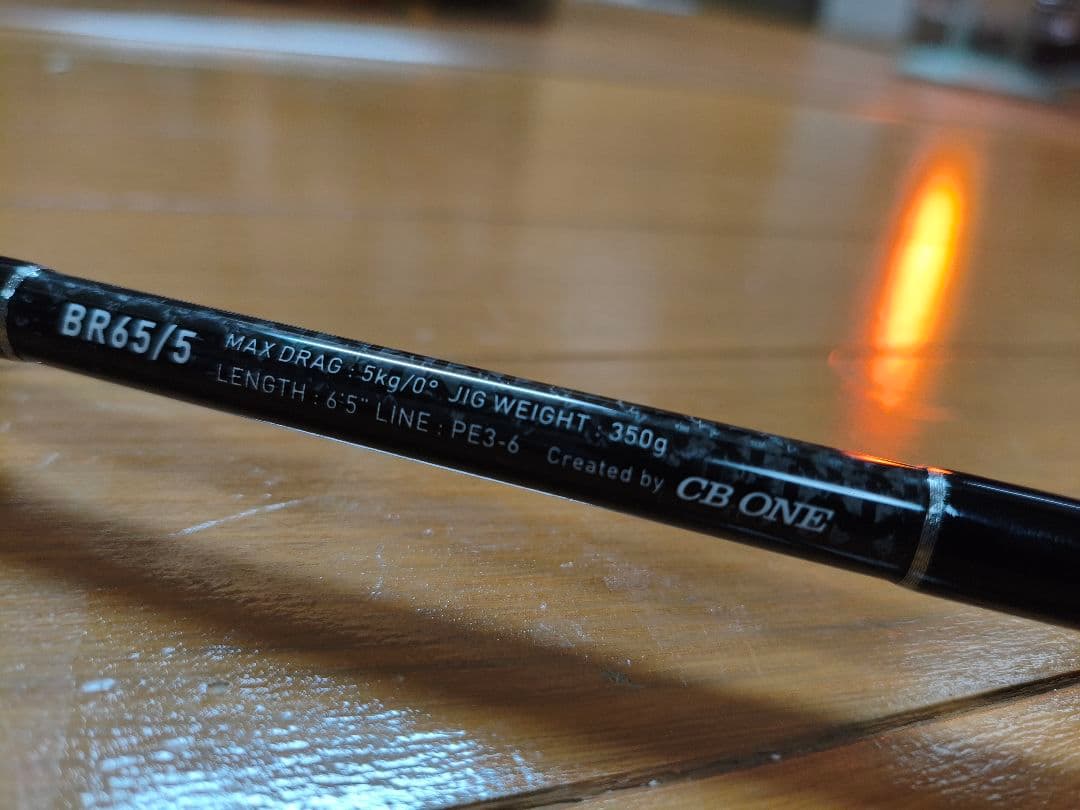 BR65/5
MAX DRAG : 5kg/0° JIG WEIGHT : 350g
LENGTH : 6'5" LINE : PE3-6
Created by CB ONE